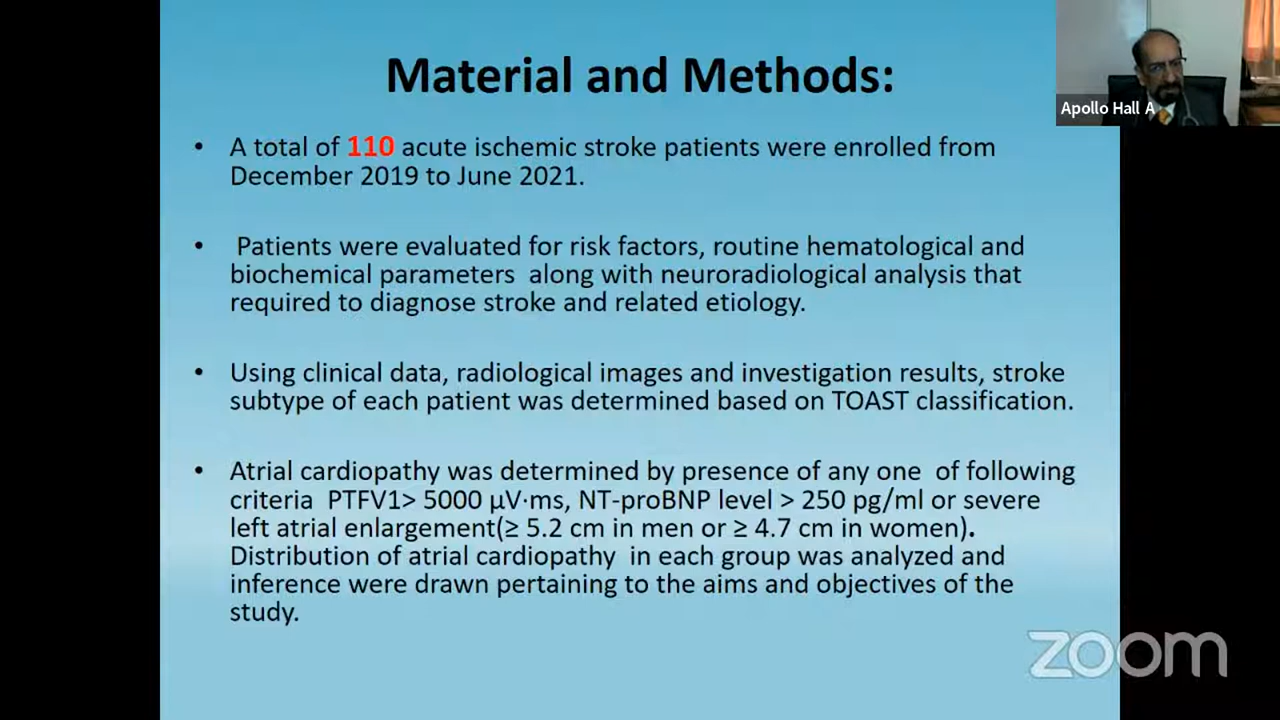 Material and Methods:
Apollo Hall A
• A total of 110 acute ischemic stroke patients were enrolled from
December 2019 to June 2021.
• Patients were evaluated for risk factors, routine hematological and
biochemical parameters along with neuroradiological analysis that
required to diagnose stroke and related etiology.
• Using clinical data, radiological images and investigation results, stroke
subtype of each patient was determined based on TOAST classification.
• Atrial cardiopathy was determined by presence of any one of following
criteria PTFV1> 5000 µV·ms, NT-proBNP level > 250 pg/ml or severe
left atrial enlargement(≥ 5.2 cm in men or ≥ 4.7 cm in women).
Distribution of atrial cardiopathy in each group was analyzed and
inference were drawn pertaining to the aims and objectives of the
study.
zoom